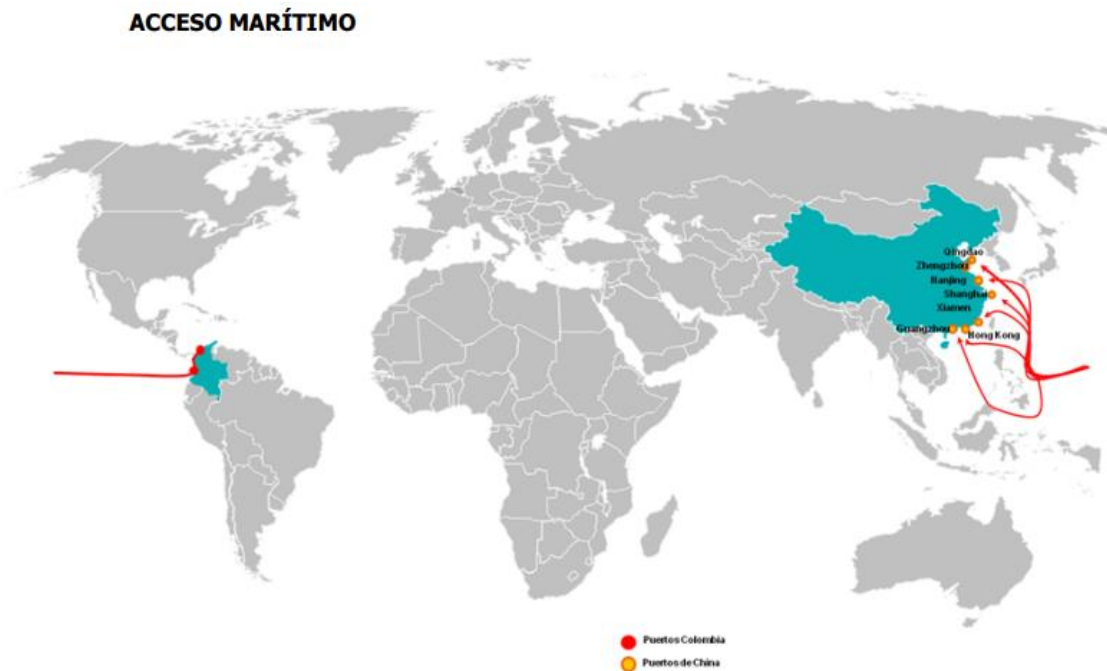 ACCESO MARÍTIMO
Qingdao
Zhengzhou
Nanjing
Shanghai
Xiamen
Guangzhou
Hong Kong
Puertos Colombia
Puertos de China